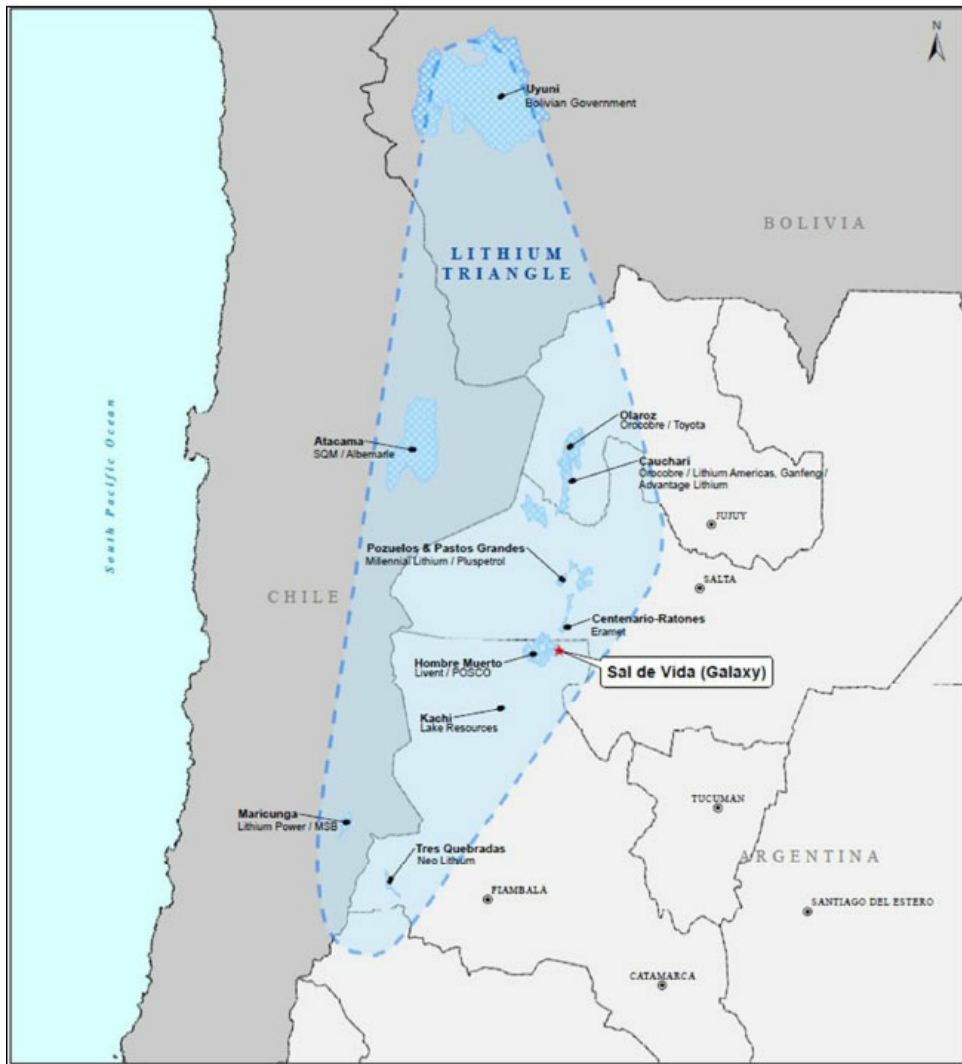 N
Uyuni
Bolivian Government
BOLIVIA
LITHIUM
TRIANGLE
South Pacific Ocean
Olaroz
Orocobre / Toyota
Atacama
SQM / Albemarle
Cauchari
Orocobre / Lithium Americas, Ganfeng /
Advantage Lithium
JUJUY
Pozuelos & Pastos Grandes
Millennial Lithium / Pluspetrol
SALTA
CHILE
Centenario-Ratones
Eramet
Hombre Muerto
Livent / POSCO
Sal de Vida (Galaxy)
Kachi
Lake Resources
TUCUMAN
Maricunga
Lithium Power / MSB
Tres Quebradas
Neo Lithium
ARGENTINA
FIAMBALA
SANTIAGO DEL ESTERO
CATAMARCA